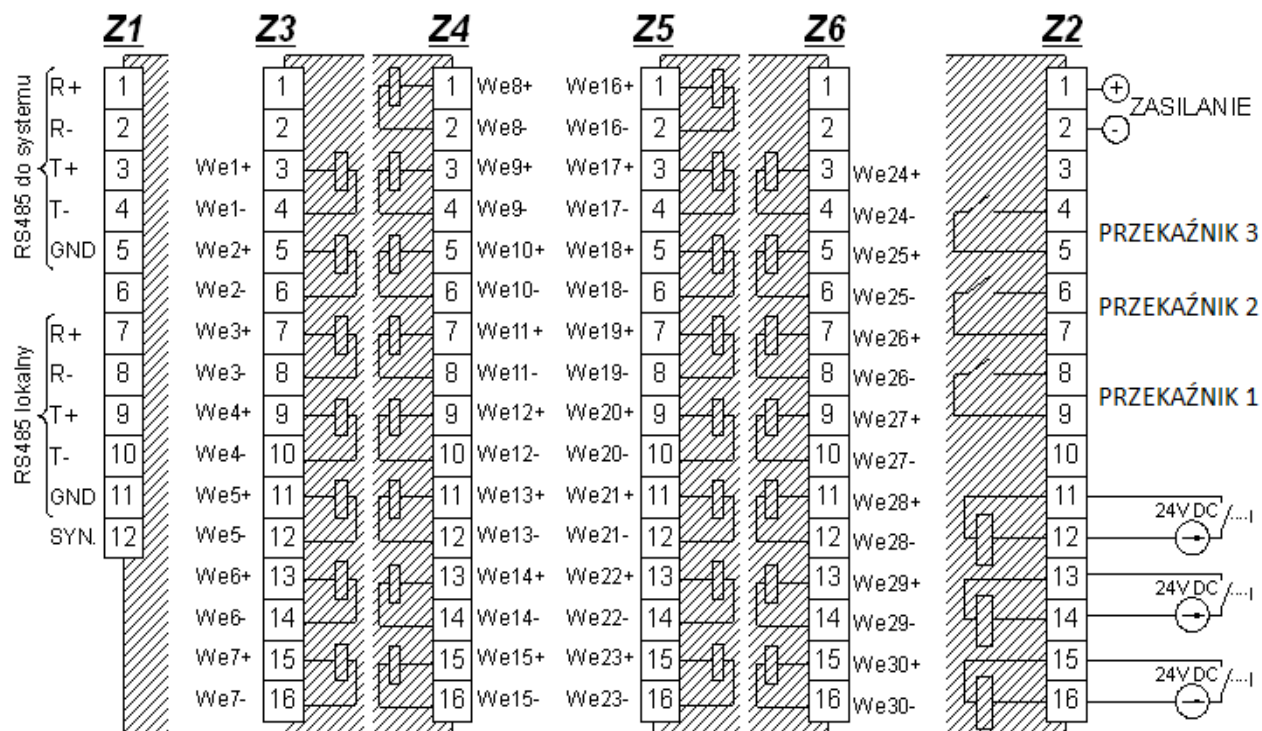 Z1 Z3 Z4 Z5 Z6 Z2
RS485 do systemu
R+ 1
R- 2
T+ 3
T- 4
GND 5
6
RS485 lokalny
R+ 7
R- 8
T+ 9
T- 10
GND 11
SYN. 12
1
2
We1+ 3
We1- 4
We2+ 5
We2- 6
We3+ 7
We3- 8
We4+ 9
We4- 10
We5+ 11
We5- 12
We6+ 13
We6- 14
We7+ 15
We7- 16
1 We8+
2 We8-
3 We9+
4 We9-
5 We10+
6 We10-
7 We11+
8 We11-
9 We12+
10 We12-
11 We13+
12 We13-
13 We14+
14 We14-
15 We15+
16 We15-
We16+ 1
We16- 2
We17+ 3
We17- 4
We18+ 5
We18- 6
We19+ 7
We19- 8
We20+ 9
We20- 10
We21+ 11
We21- 12
We22+ 13
We22- 14
We23+ 15
We23- 16
1
2
3 We24+
4 We24-
5 We25+
6 We25-
7 We26+
8 We26-
9 We27+
10 We27-
11 We28+
12 We28-
13 We29+
14 We29-
15 We30+
16 We30-
1 +
ZASILANIE
2 -
3
4
PRZEKAŹNIK 3
5
6
PRZEKAŹNIK 2
7
8
PRZEKAŹNIK 1
9
10
11
24V DC
12
13
24V DC
14
15
24V DC
16